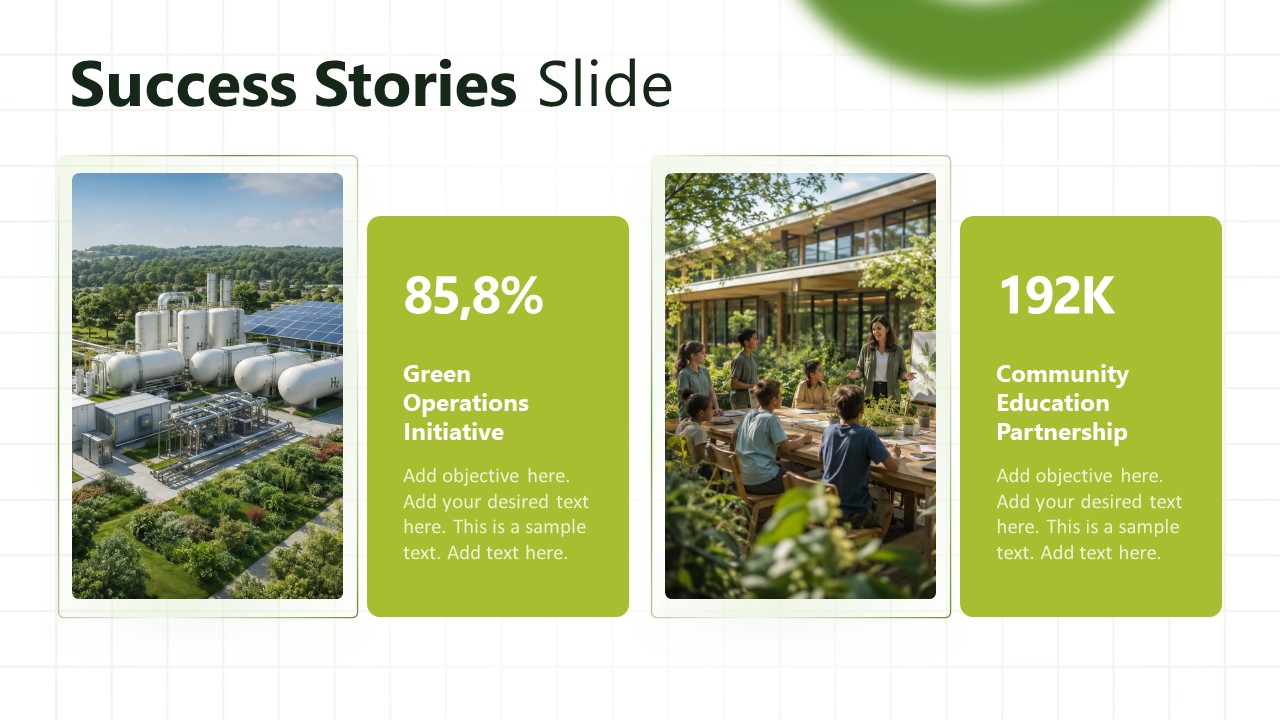 Success Stories Slide
85,8%
Green
Operations
Initiative
Add objective here.
Add your desired text
here. This is a sample
text. Add text here.
192K
Community
Education
Partnership
Add objective here.
Add your desired text
here. This is a sample
text. Add text here.